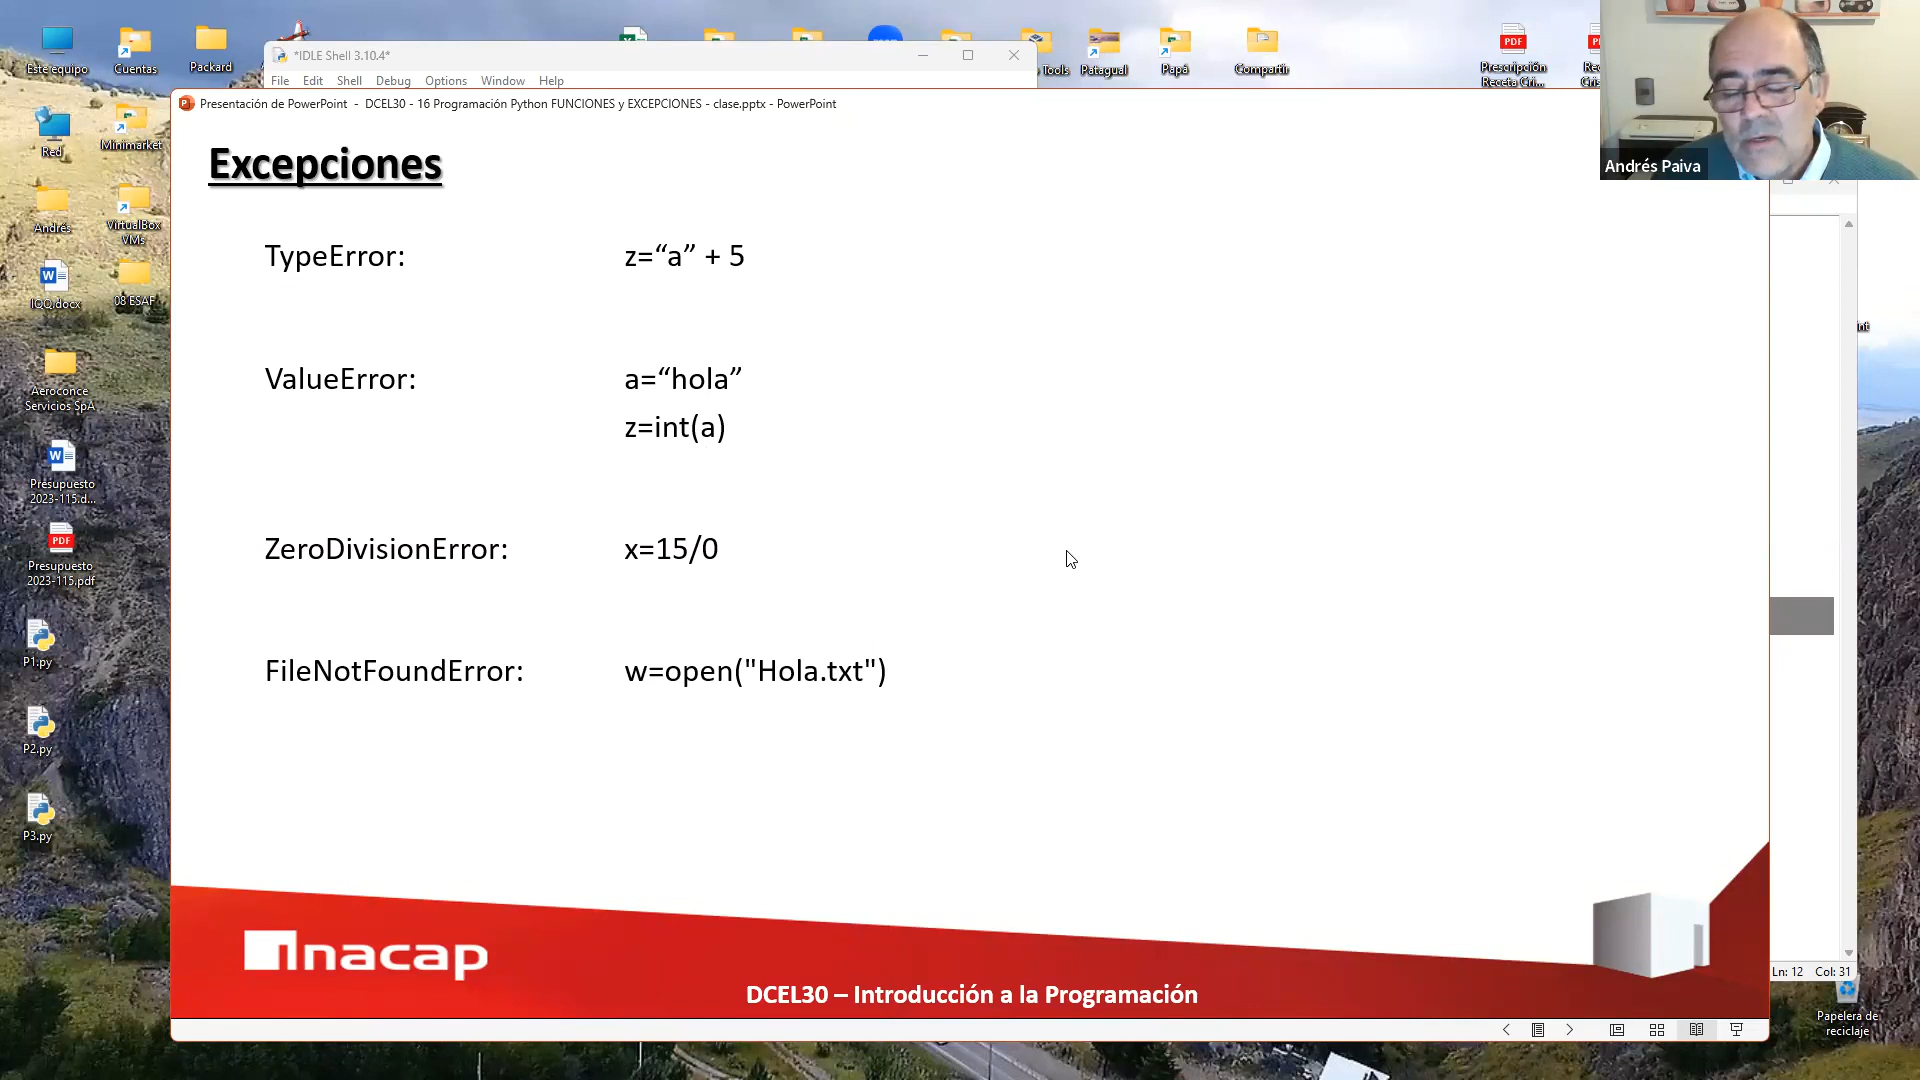 Este equipo
Cuentas
Packard
*IDLE Shell 3.10.4*
File Edit Shell Debug Options Window Help
Tools
Patagual
Papá
Compartir
PDF
Prescripción
Receta Cri...
PDF
Presentación de PowerPoint - DCEL30 - 16 Programación Python FUNCIONES y EXCEPCIONES - clase.pptx - PowerPoint
Andrés Paiva
Red
Minimarket
Andrés
VirtualBox
VMs
IQQ.docx
08 ESAF
Aeroconce
Servicios SpA
Presupuesto
2023-115.d...
PDF
Presupuesto
2023-115.pdf
P1.py
P2.py
P3.py
Excepciones
TypeError: z=“a” + 5
ValueError: a=“hola”
z=int(a)
ZeroDivisionError: x=15/0
FileNotFoundError: w=open("Hola.txt")
inacap
DCEL30 – Introducción a la Programación
Ln: 12 Col: 31
Papelera de
reciclaje